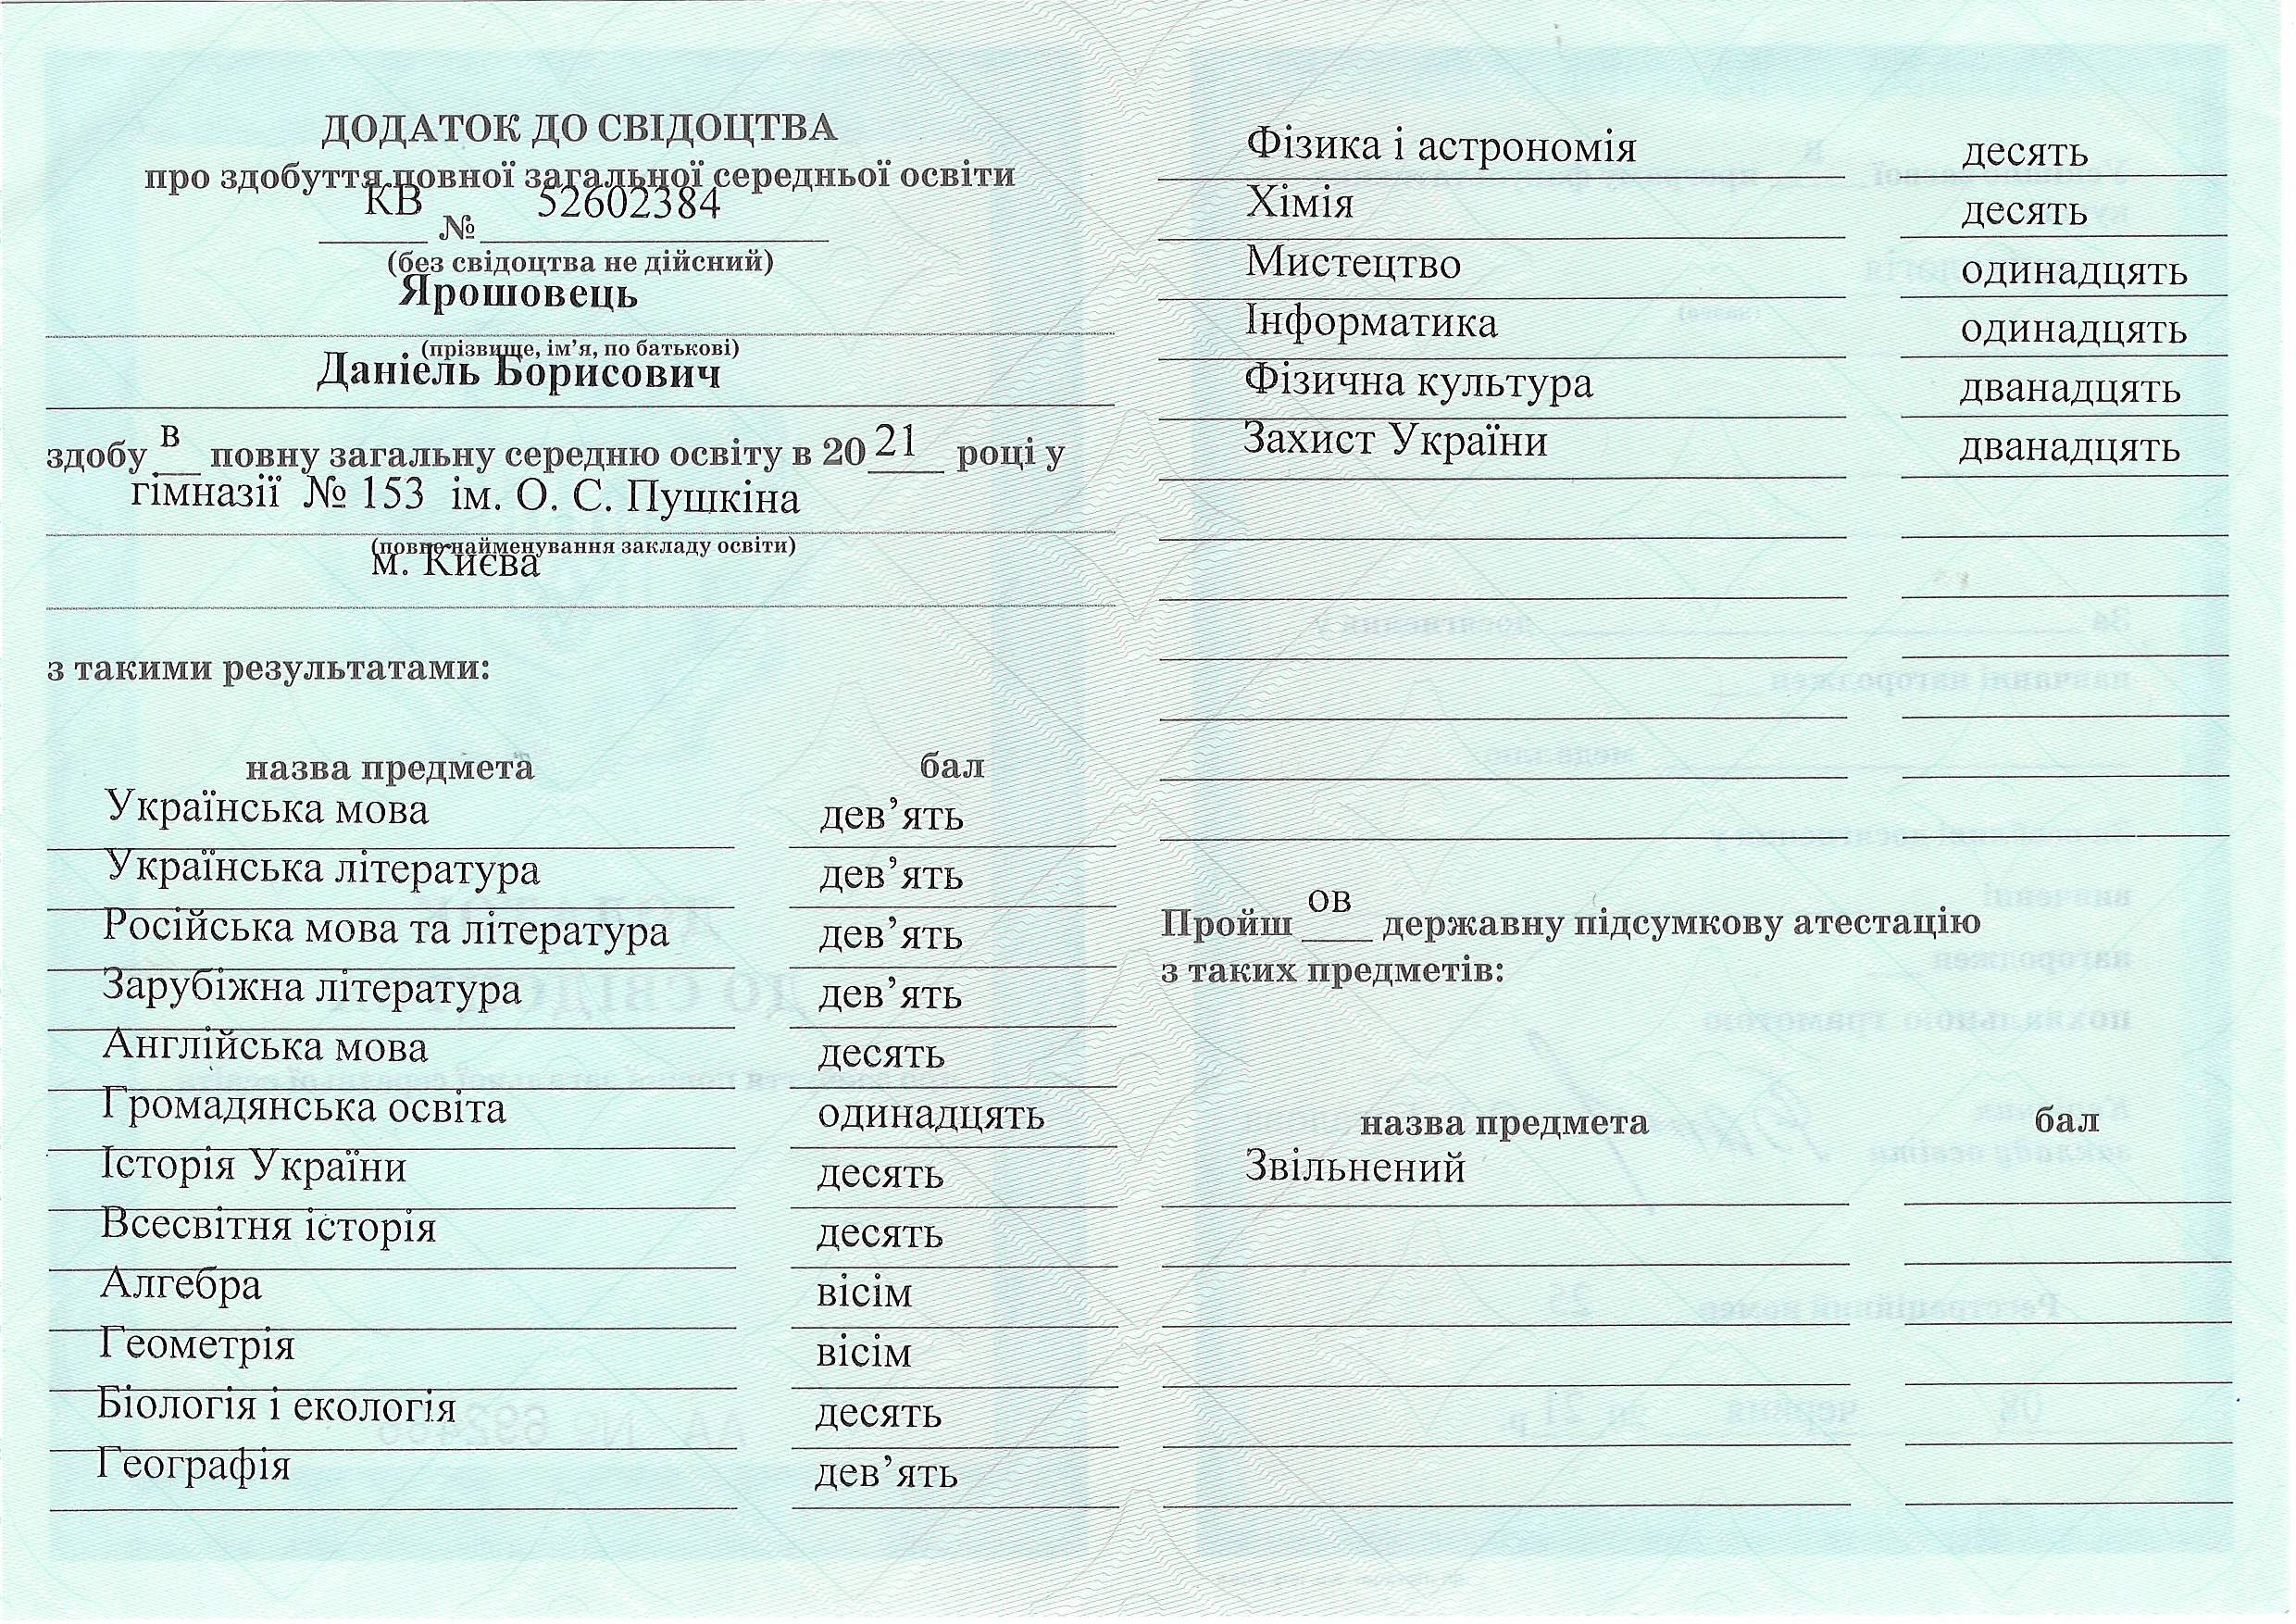 ДОДАТОК ДО СВІДОЦТВА
про здобуття повної загальної середньої освіти
КВ № 52602384
(без свідоцтва не дійсний)
Ярошовець
(прізвище, ім’я, по батькові)
Даніель Борисович
здобу в повну загальну середню освіту в 20 21 році у
гімназії № 153 ім. О. С. Пушкіна
(повне найменування закладу освіти)
м. Києва
з такими результатами:
назва предмета бал
Українська мова дев’ять
Українська література дев’ять
Російська мова та література дев’ять
Зарубіжна література дев’ять
Англійська мова десять
Громадянська освіта одинадцять
Історія України десять
Всесвітня історія десять
Алгебра вісім
Геометрія вісім
Біологія і екологія десять
Географія дев’ять
Фізика і астрономія десять
Хімія десять
Мистецтво одинадцять
Інформатика одинадцять
Фізична культура дванадцять
Захист України дванадцять
Пройш ов державну підсумкову атестацію
з таких предметів:
назва предмета бал
Звільнений